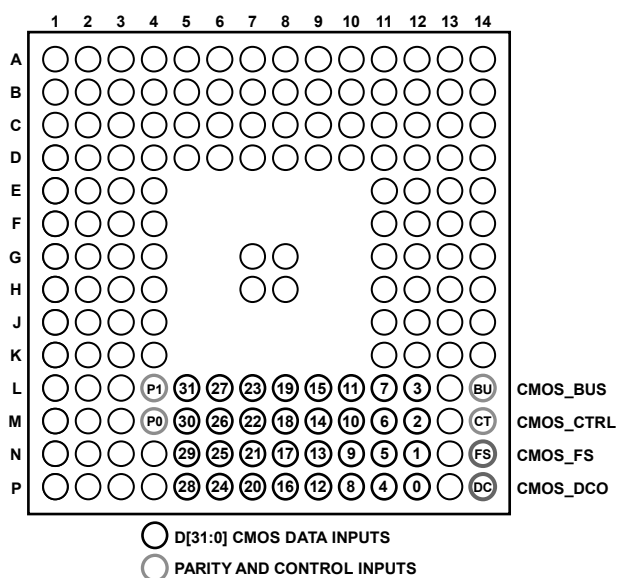 1 2 3 4 5 6 7 8 9 10 11 12 13 14
A
B
C
D
E
F
G
H
J
K
L P1 31 27 23 19 15 11 7 3 BU CMOS_BUS
M P0 30 26 22 18 14 10 6 2 CT CMOS_CTRL
N 29 25 21 17 13 9 5 1 FS CMOS_FS
P 28 24 20 16 12 8 4 0 DC CMOS_DCO
D[31:0] CMOS DATA INPUTS
PARITY AND CONTROL INPUTS